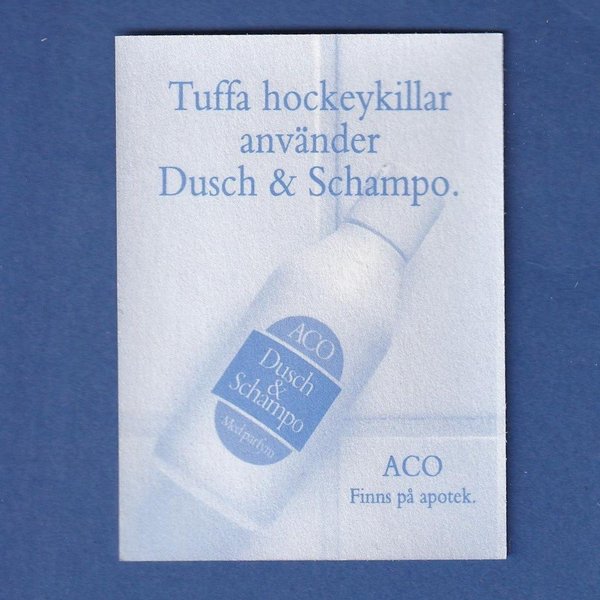 Tuffa hockeykillar
använder
Dusch & Schampo.
ACO
Dusch
&
Schampo
Med parfym
ACO
Finns på apotek.